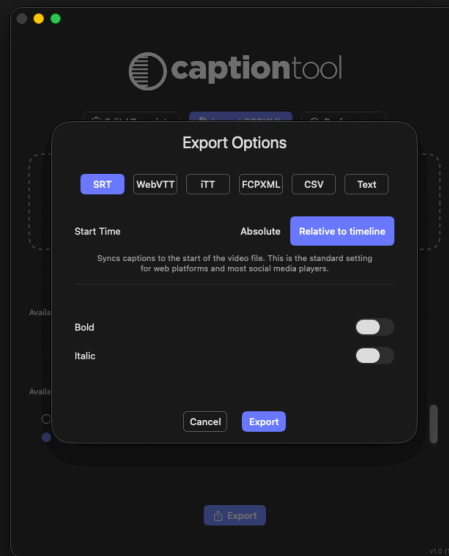 captiontool
Export Options
SRT WebVTT iTT FCPXML CSV Text
Start Time Absolute Relative to timeline
Syncs captions to the start of the video file. This is the standard setting
for web platforms and most social media players.
Bold
Italic
Cancel Export
Export